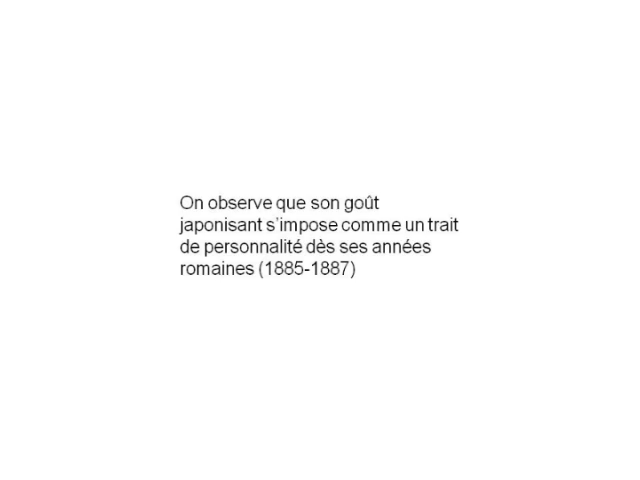 On observe que son goût
japonisant s’impose comme un trait
de personnalité dès ses années
romaines (1885-1887)